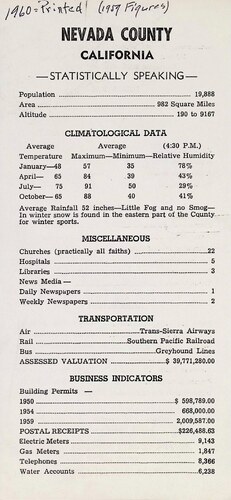 1960 = Printed! (1959 Figures)
NEVADA COUNTY
CALIFORNIA
—STATISTICALLY SPEAKING—
Population 19,888
Area 982 Square Miles
Altitude 190 to 9167
CLIMATOLOGICAL DATA
Average Average (4:30 P.M.)
Temperature Maximum—Minimum—Relative Humidity
January—48 57 35 78%
April— 65 84 39 43%
July— 75 91 50 29%
October— 65 88 40 41%
Average Rainfall 52 inches—Little Fog and no Smog—
In winter snow is found in the eastern part of the County
for winter sports.
MISCELLANEOUS
Churches (practically all faiths) 22
Hospitals 5
Libraries 3
News Media—
Daily Newspapers 1
Weekly Newspapers 2
TRANSPORTATION
Air Trans-Sierra Airways
Rail Southern Pacific Railroad
Bus Greyhound Lines
ASSESSED VALUATION $ 39,771,280.00
BUSINESS INDICATORS
Building Permits —
1950 $ 598,789.00
1954 668,000.00
1959 2,009,587.00
POSTAL RECEIPTS $226,488.63
Electric Meters 9,143
Gas Meters 1,847
Telephones 8,366
Water Accounts 6,238